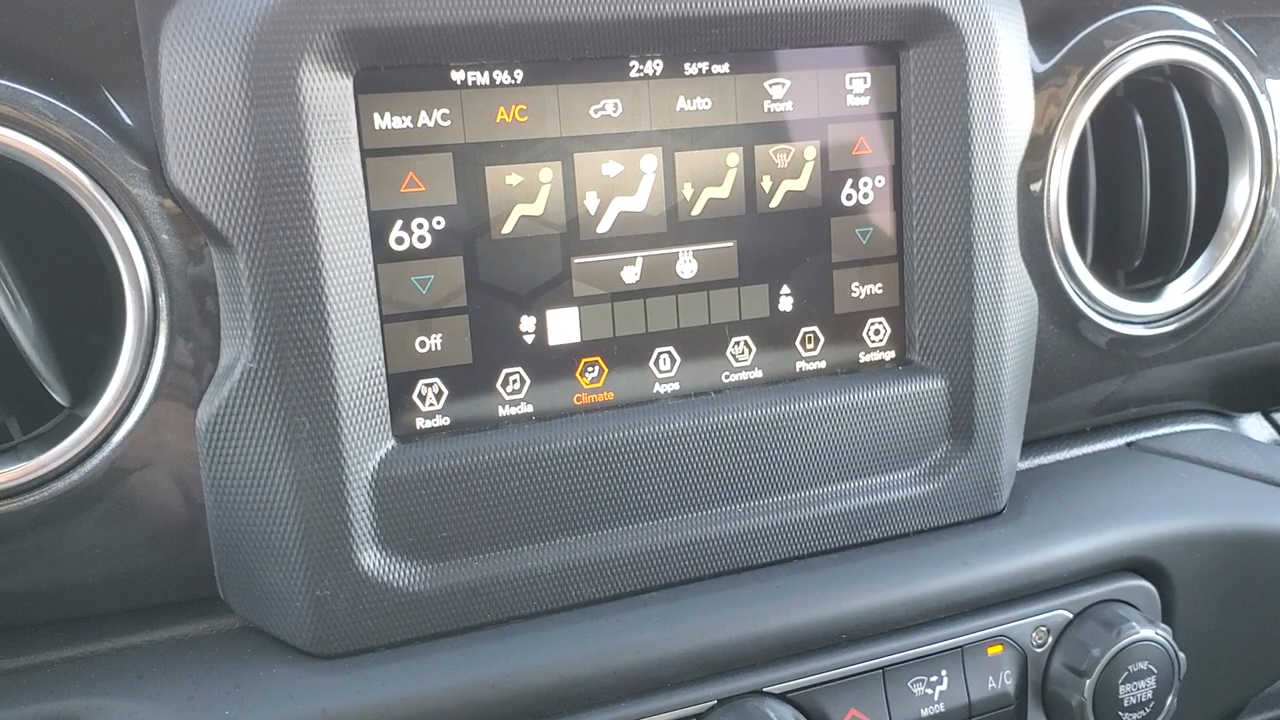 FM 96.9 2:49 56°F out
Max A/C A/C Auto Front Rear
68° 68°
Sync
Off
Radio Media Climate Apps Controls Phone Settings
MODE
A/C
TUNE
BROWSE
ENTER
SCROLL